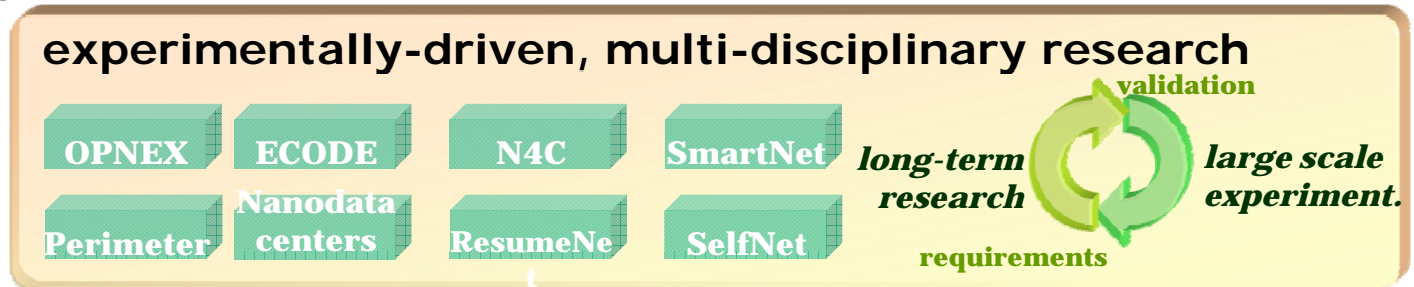 experimentally-driven, multi-disciplinary research
validation
OPNEX ECODE N4C SmartNet
long-term
research
large scale
experiment.
Perimeter
Nanodata
centers
ResumeNe
t
SelfNet
requirements